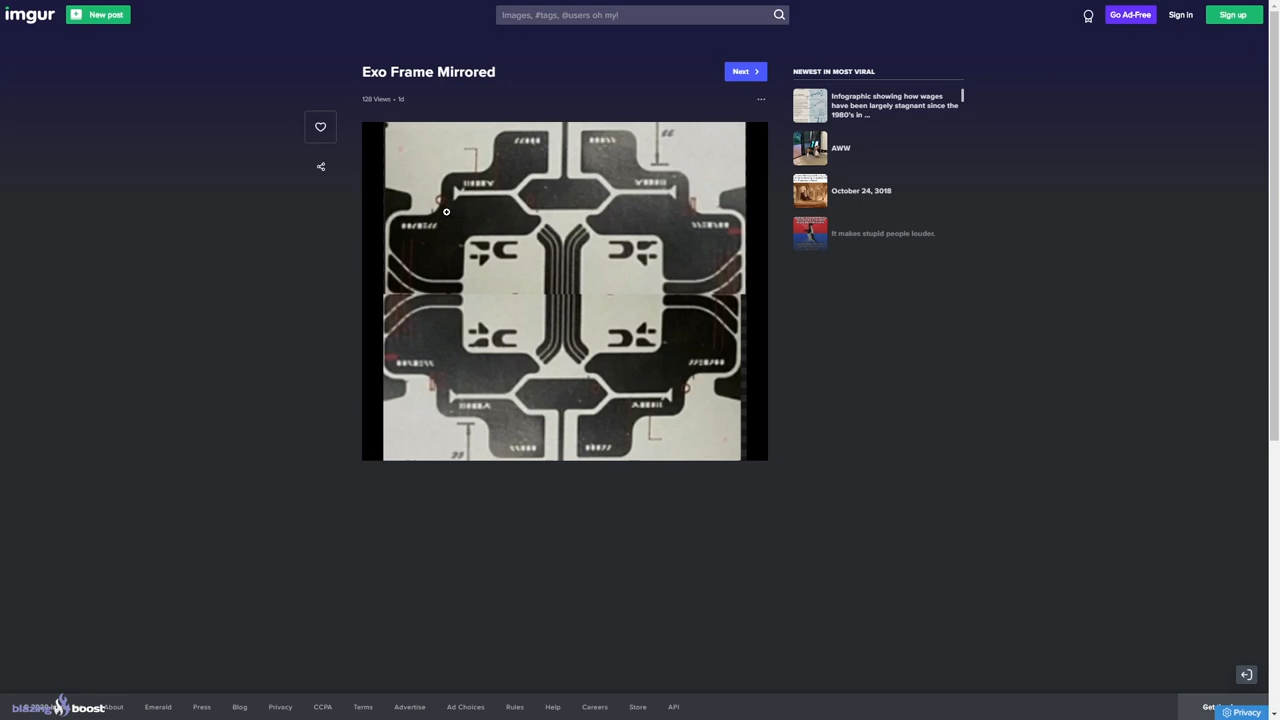 imgur
New post
Images, #tags, @users oh my!
Go Ad-Free
Sign in
Sign up
Exo Frame Mirrored
Next
128 Views • 1d
NEWEST IN MOST VIRAL
Infographic showing how wages
have been largely stagnant since the
1980's in ...
AWW
October 24, 3018
It makes stupid people louder.
blazing boost
About
Emerald
Press
Blog
Privacy
CCPA
Terms
Advertise
Ad Choices
Rules
Help
Careers
Store
API
Privacy